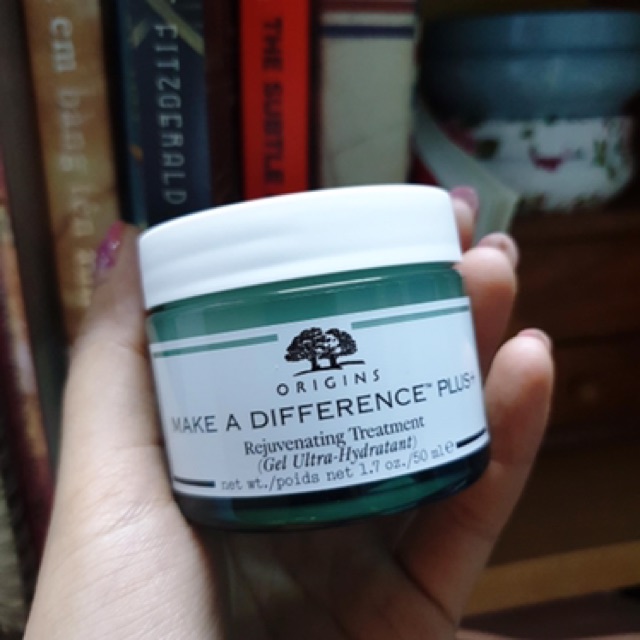 FITZGERALD
THE SUBTLE
ORIGINS
MAKE A DIFFERENCE™ PLUS+
Rejuvenating Treatment
(Gel Ultra-Hydratant)
net wt./poids net 1.7 oz./50 ml ℮